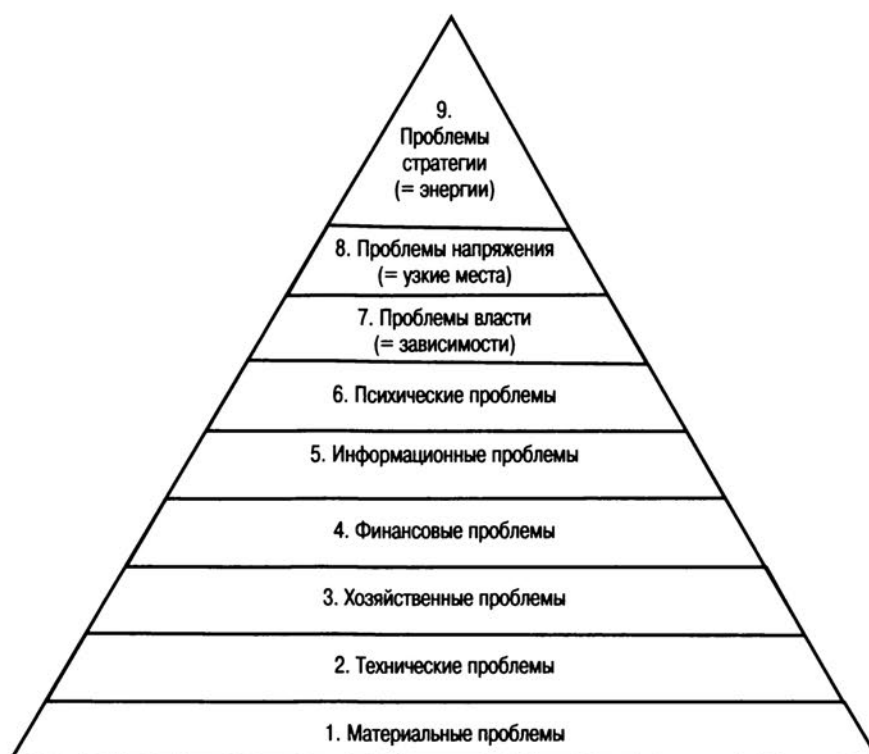 9.
Проблемы
стратегии
(= энергии)
8. Проблемы напряжения
(= узкие места)
7. Проблемы власти
(= зависимости)
6. Психические проблемы
5. Информационные проблемы
4. Финансовые проблемы
3. Хозяйственные проблемы
2. Технические проблемы
1. Материальные проблемы